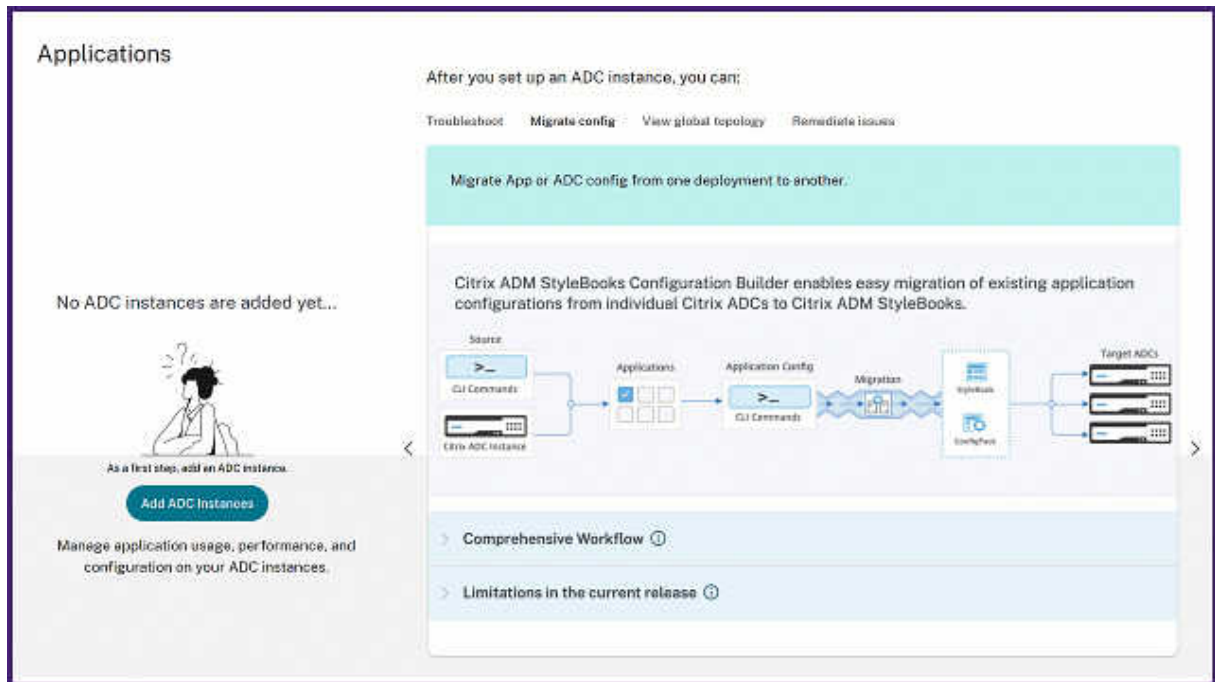 Applications
After you set up an ADC instance, you can:
Troubleshoot Migrate config View global topology Remediate issues
Migrate App or ADC config from one deployment to another.
Citrix ADM StyleBooks Configuration Builder enables easy migration of existing application
configurations from individual Citrix ADCs to Citrix ADM StyleBooks.
No ADC instances are added yet...
Source
>_
CLI Commands
Citrix ADC Instance
Applications
Application Config
>_
CLI Commands
Migration
StyleBook
ConfigPack
Target ADCs
As a first step, add an ADC instance.
Add ADC Instances
Manage application usage, performance, and
configuration on your ADC instances.
Comprehensive Workflow
Limitations in the current release